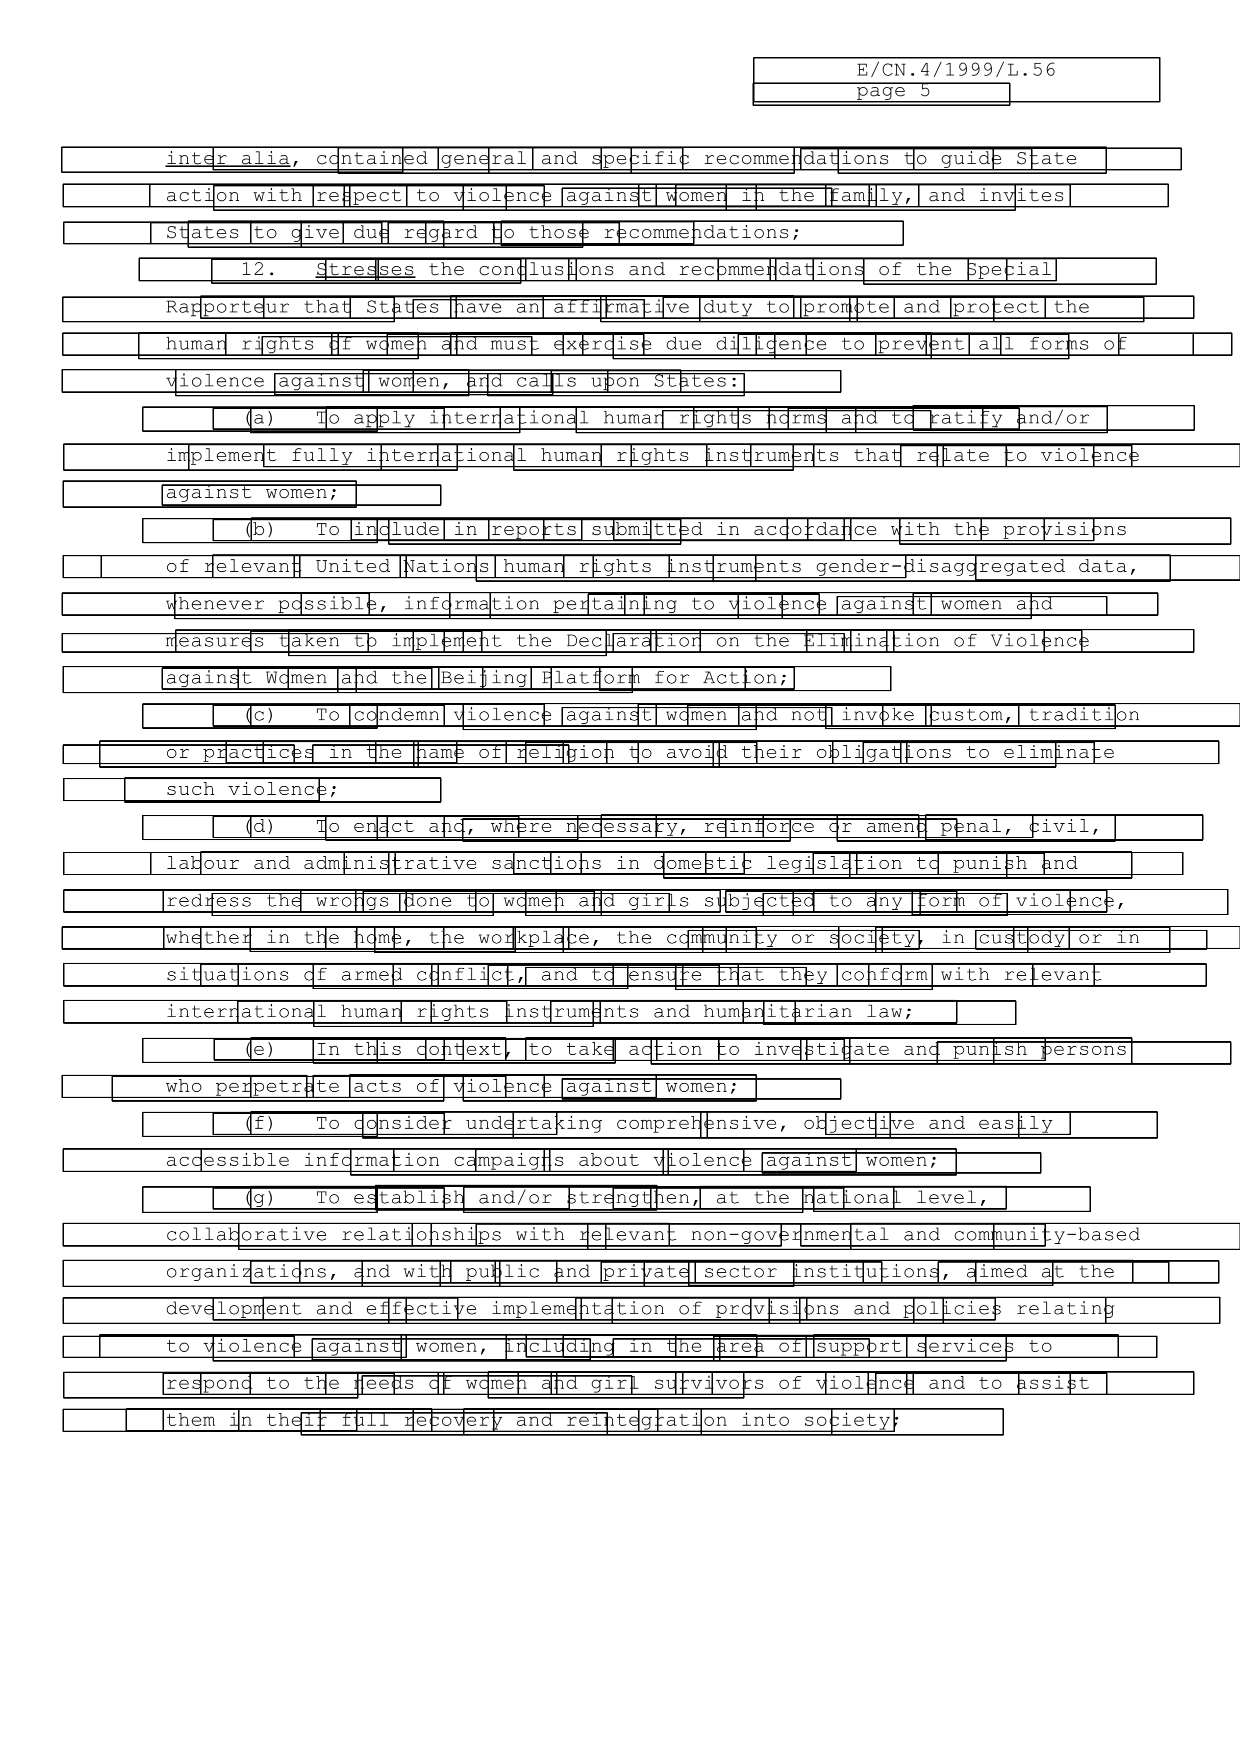 E/CN.4/1999/L.56
page 5
inter alia, contained general and specific recommendations to guide State
action with respect to violence against women in the family, and invites
States to give due regard to those recommendations;
12. Stresses the conclusions and recommendations of the Special
Rapporteur that States have an affirmative duty to promote and protect the
human rights of women and must exercise due diligence to prevent all forms of
violence against women, and calls upon States:
(a) To apply international human rights norms and to ratify and/or
implement fully international human rights instruments that relate to violence
against women;
(b) To include in reports submitted in accordance with the provisions
of relevant United Nations human rights instruments gender-disaggregated data,
whenever possible, information pertaining to violence against women and
measures taken to implement the Declaration on the Elimination of Violence
against Women and the Beijing Platform for Action;
(c) To condemn violence against women and not invoke custom, tradition
or practices in the name of religion to avoid their obligations to eliminate
such violence;
(d) To enact and, where necessary, reinforce or amend penal, civil,
labour and administrative sanctions in domestic legislation to punish and
redress the wrongs done to women and girls subjected to any form of violence,
whether in the home, the workplace, the community or society, in custody or in
situations of armed conflict, and to ensure that they conform with relevant
international human rights instruments and humanitarian law;
(e) In this context, to take action to investigate and punish persons
who perpetrate acts of violence against women;
(f) To consider undertaking comprehensive, objective and easily
accessible information campaigns about violence against women;
(g) To establish and/or strengthen, at the national level,
collaborative relationships with relevant non-governmental and community-based
organizations, and with public and private sector institutions, aimed at the
development and effective implementation of provisions and policies relating
to violence against women, including in the area of support services to
respond to the needs of women and girl survivors of violence and to assist
them in their full recovery and reintegration into society;